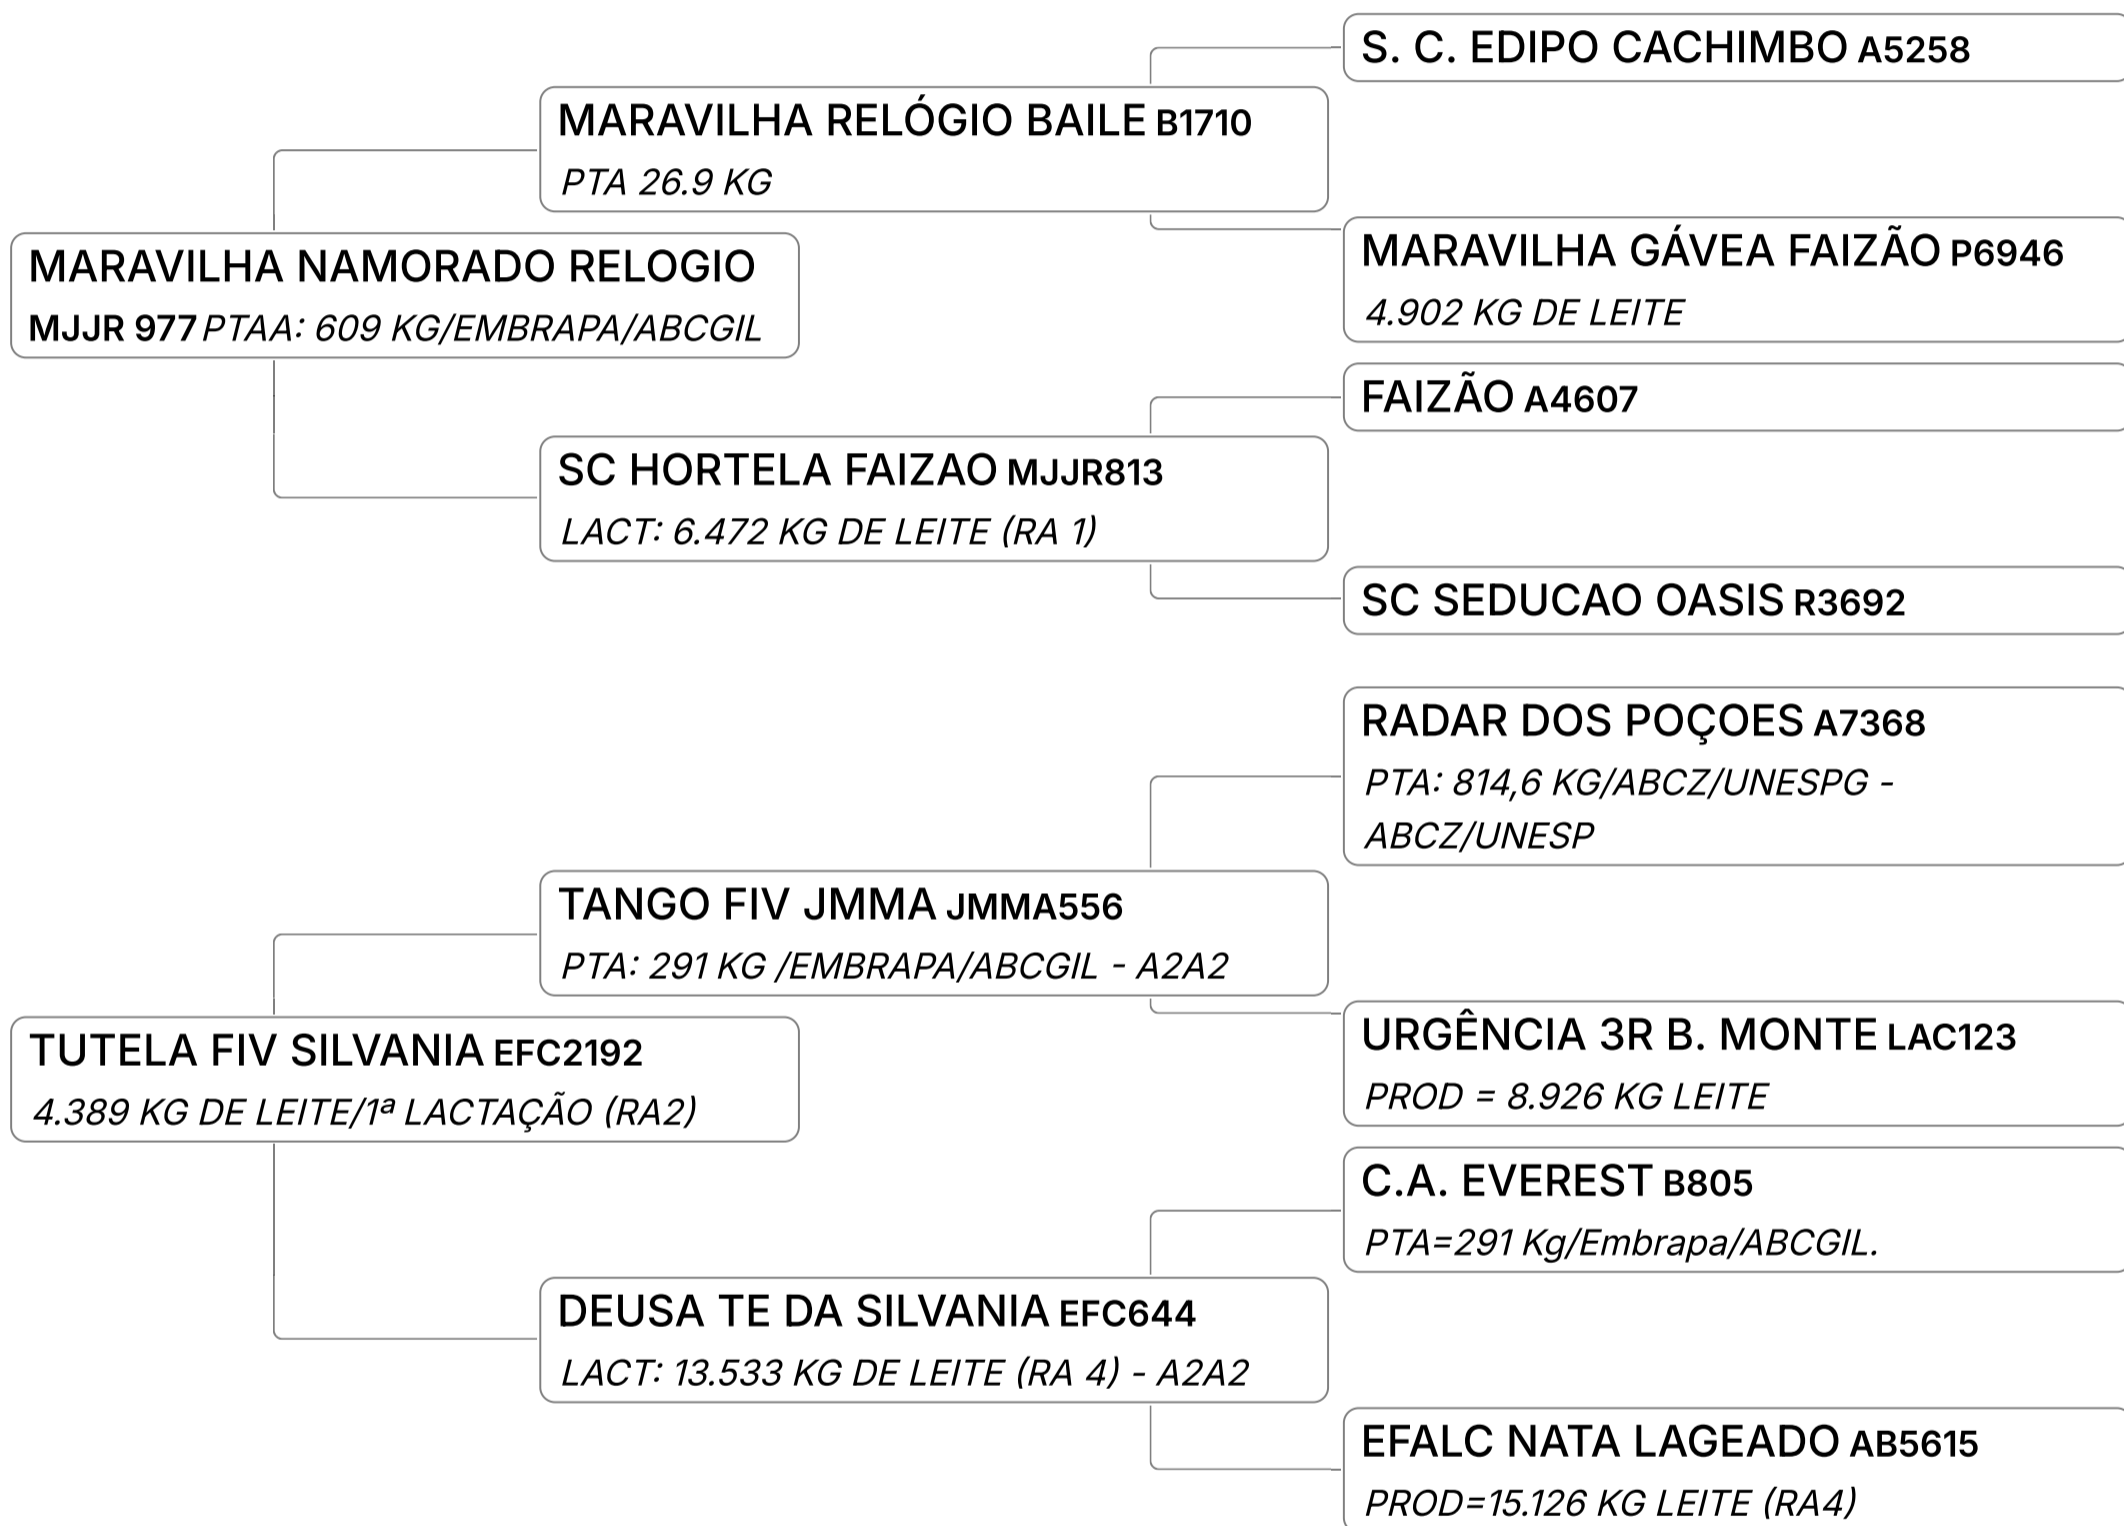 S. C. EDIPO CACHIMBO A5258
MARAVILHA RELÓGIO BAILE B1710
PTA 26.9 KG
MARAVILHA GÁVEA FAIZÃO P6946
4.902 KG DE LEITE
MARAVILHA NAMORADO RELOGIO
MJJR 977 PTAA: 609 KG/EMBRAPA/ABCGIL
FAIZÃO A4607
SC HORTELA FAIZAO MJJR813
LACT: 6.472 KG DE LEITE (RA 1)
SC SEDUCAO OASIS R3692
RADAR DOS POÇOES A7368
PTA: 814,6 KG/ABCZ/UNESPG -
ABCZ/UNESP
TANGO FIV JMMA JMMA556
PTA: 291 KG /EMBRAPA/ABCGIL - A2A2
URGÊNCIA 3R B. MONTE LAC123
PROD = 8.926 KG LEITE
TUTELA FIV SILVANIA EFC2192
4.389 KG DE LEITE/1ª LACTAÇÃO (RA2)
C.A. EVEREST B805
PTA=291 Kg/Embrapa/ABCGIL.
DEUSA TE DA SILVANIA EFC644
LACT: 13.533 KG DE LEITE (RA 4) - A2A2
EFALC NATA LAGEADO AB5615
PROD=15.126 KG LEITE (RA4)